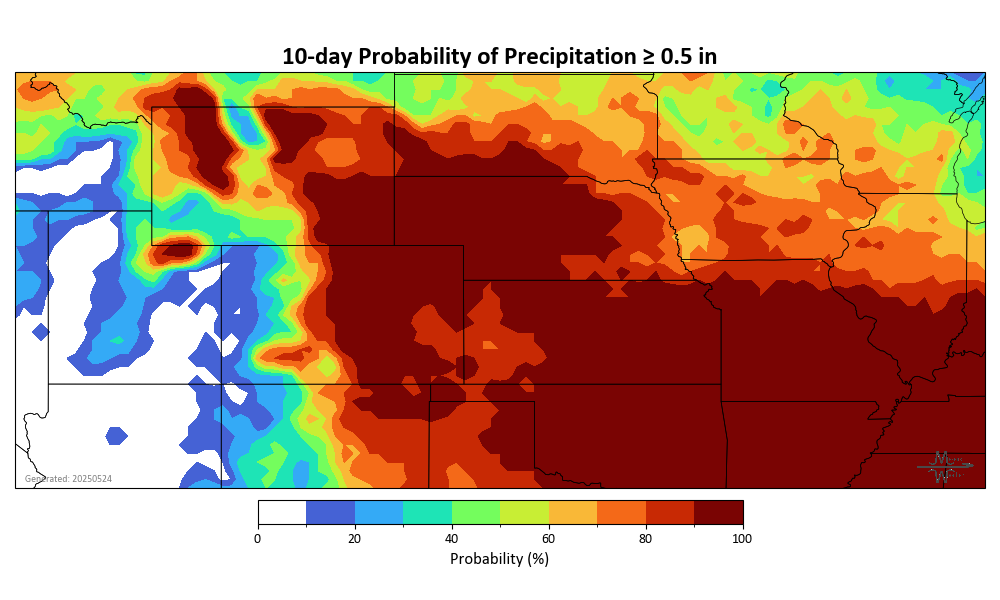 10-day Probability of Precipitation ≥ 0.5 in
Generated: 20250524
0 20 40 60 80 100
Probability (%)